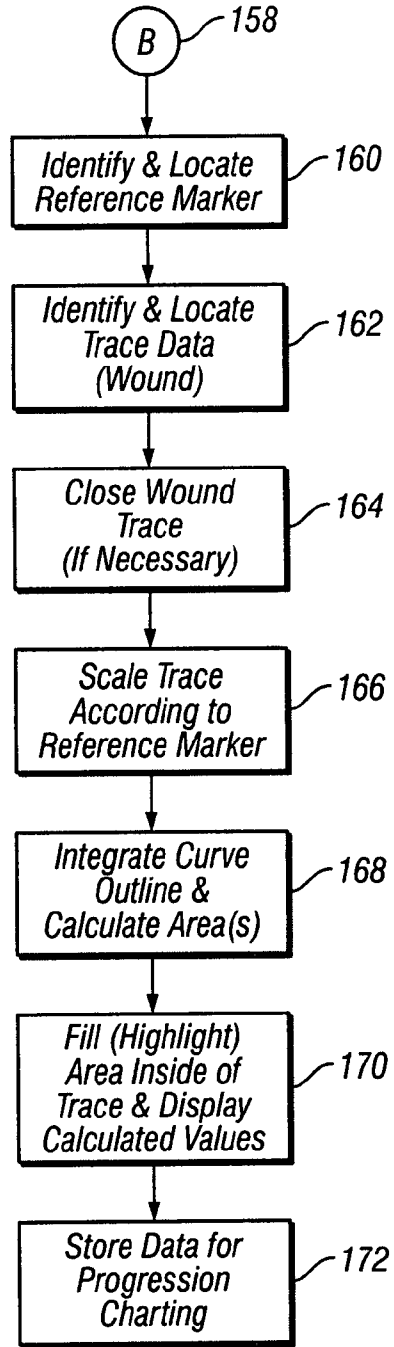 B
158
Identify & Locate
Reference Marker
160
Identify & Locate
Trace Data
(Wound)
162
Close Wound
Trace
(If Necessary)
164
Scale Trace
According to
Reference Marker
166
Integrate Curve
Outline &
Calculate Area(s)
168
Fill (Highlight)
Area Inside of
Trace & Display
Calculated Values
170
Store Data for
Progression
Charting
172